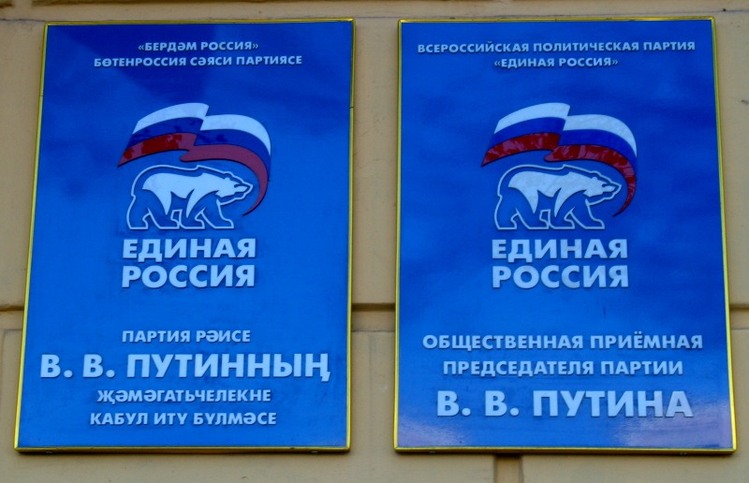 «БЕРДӘМ РОССИЯ»
БӨТЕНРОССИЯ СӘЯСИ ПАРТИЯСЕ
ЕДИНАЯ
РОССИЯ
ПАРТИЯ РӘИСЕ
В. В. ПУТИННЫҢ
ҖӘМӘГАТЬЧЕЛЕКНЕ
КАБУЛ ИТҮ БҮЛМӘСЕ
ВСЕРОССИЙСКАЯ ПОЛИТИЧЕСКАЯ ПАРТИЯ
«ЕДИНАЯ РОССИЯ»
ЕДИНАЯ
РОССИЯ
ОБЩЕСТВЕННАЯ ПРИЁМНАЯ
ПРЕДСЕДАТЕЛЯ ПАРТИИ
В. В. ПУТИНА